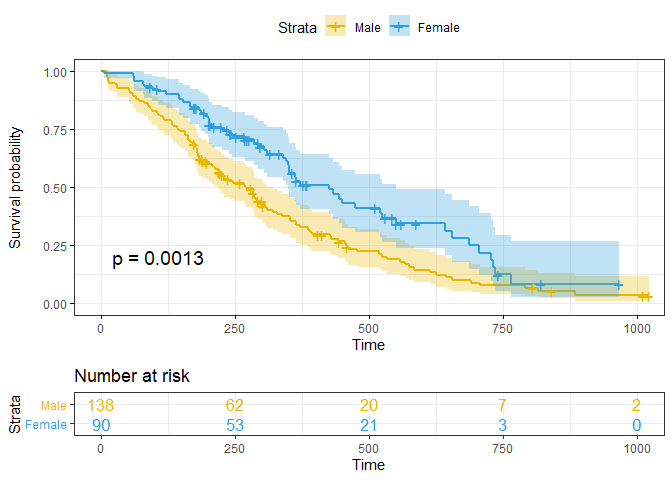 Strata Male Female
Survival probability
1.00
0.75
0.50
0.25
0.00
p = 0.0013
0 250 500 750 1000
Time
Number at risk
Strata
Male 138 62 20 7 2
Female 90 53 21 3 0
0 250 500 750 1000
Time